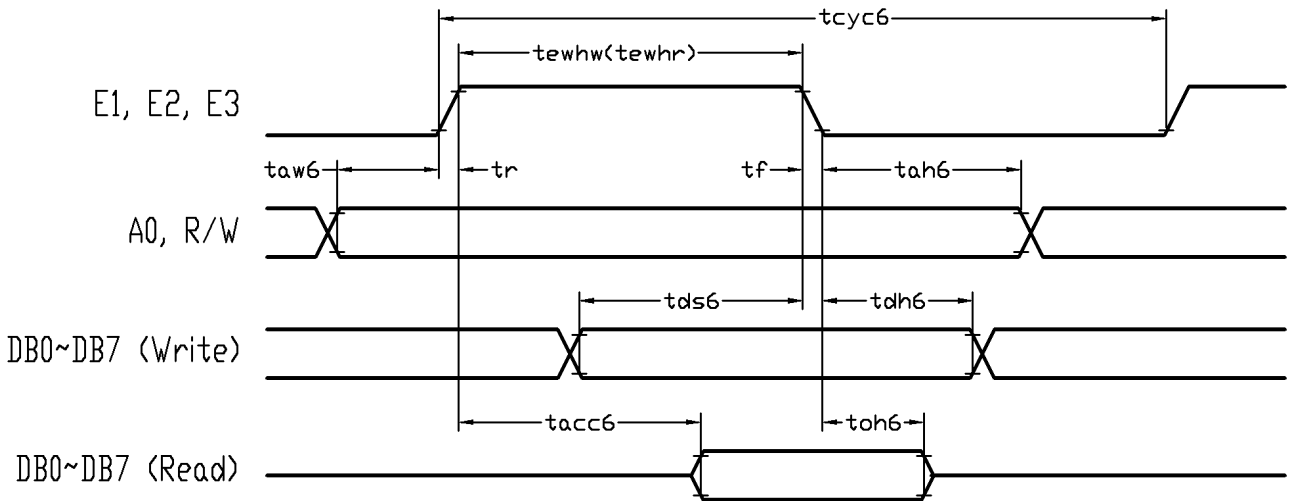 tcyc6
tewhw(tewhr)
E1, E2, E3
taw6 tr tf tah6
A0, R/W
tds6 tdh6
DB0~DB7 (Write)
tacc6 toh6
DB0~DB7 (Read)